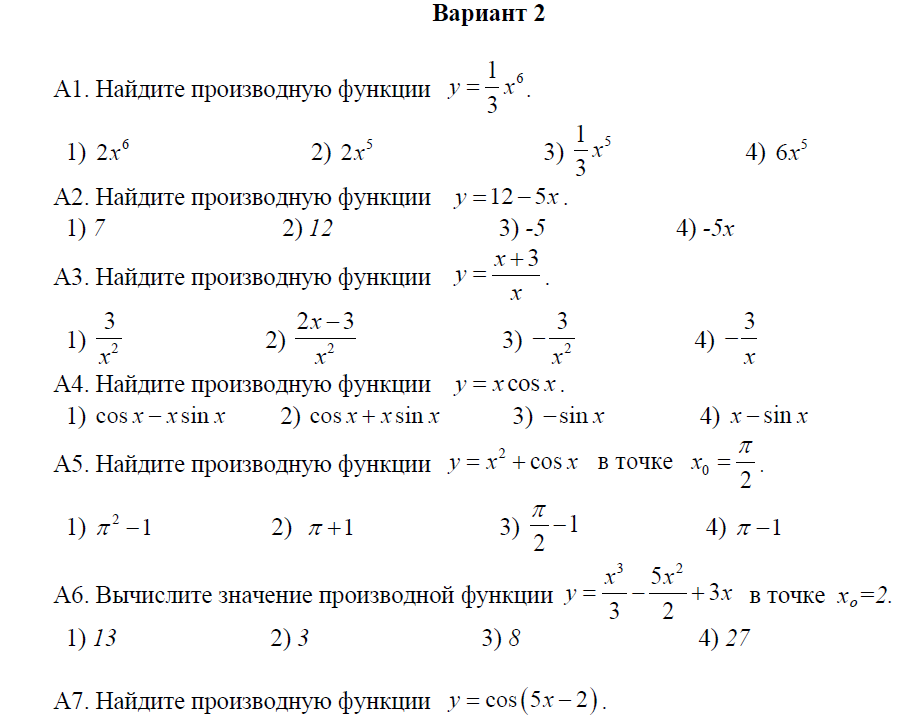 Вариант 2
А1. Найдите производную функции y = \frac{1}{3}x^6.
1) 2x^6 2) 2x^5 3) \frac{1}{3}x^5 4) 6x^5
А2. Найдите производную функции y = 12 − 5x.
1) 7 2) 12 3) -5 4) -5x
А3. Найдите производную функции y = \frac{x+3}{x}.
1) \frac{3}{x^2} 2) \frac{2x−3}{x^2} 3) −\frac{3}{x^2} 4) −\frac{3}{x}
А4. Найдите производную функции y = x cos x.
1) cos x − x sin x 2) cos x + x sin x 3) − sin x 4) x − sin x
А5. Найдите производную функции y = x^2 + cos x в точке x_0 = \frac{π}{2}.
1) π^2 − 1 2) π + 1 3) \frac{π}{2} − 1 4) π − 1
А6. Вычислите значение производной функции y = \frac{x^3}{3} − \frac{5x^2}{2} + 3x в точке x_o=2.
1) 13 2) 3 3) 8 4) 27
А7. Найдите производную функции y = cos(5x − 2).